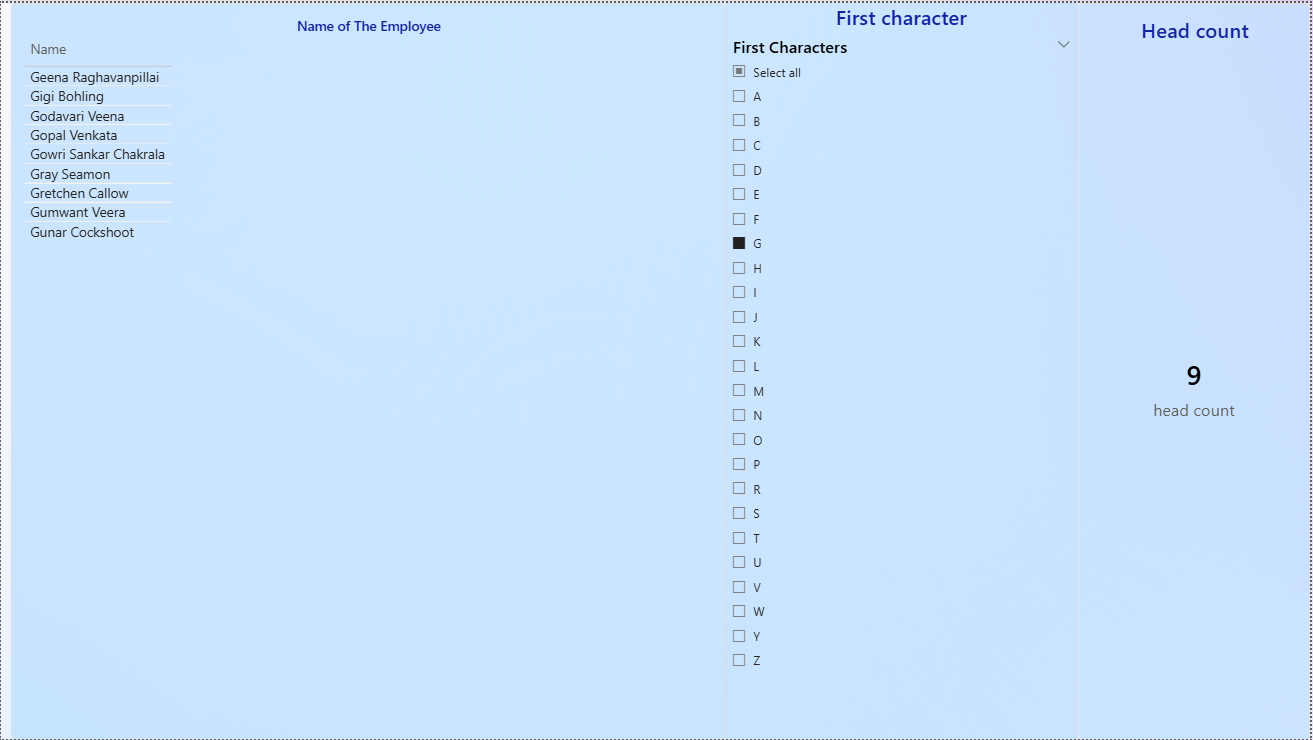 Name of The Employee
Name
Geena Raghavanpillai
Gigi Bohling
Godavari Veena
Gopal Venkata
Gowri Sankar Chakrala
Gray Seamon
Gretchen Callow
Gumwant Veera
Gunar Cockshoot
First character
First Characters
Select all
A
B
C
D
E
F
G
H
I
J
K
L
M
N
O
P
R
S
T
U
V
W
Y
Z
Head count
9
head count